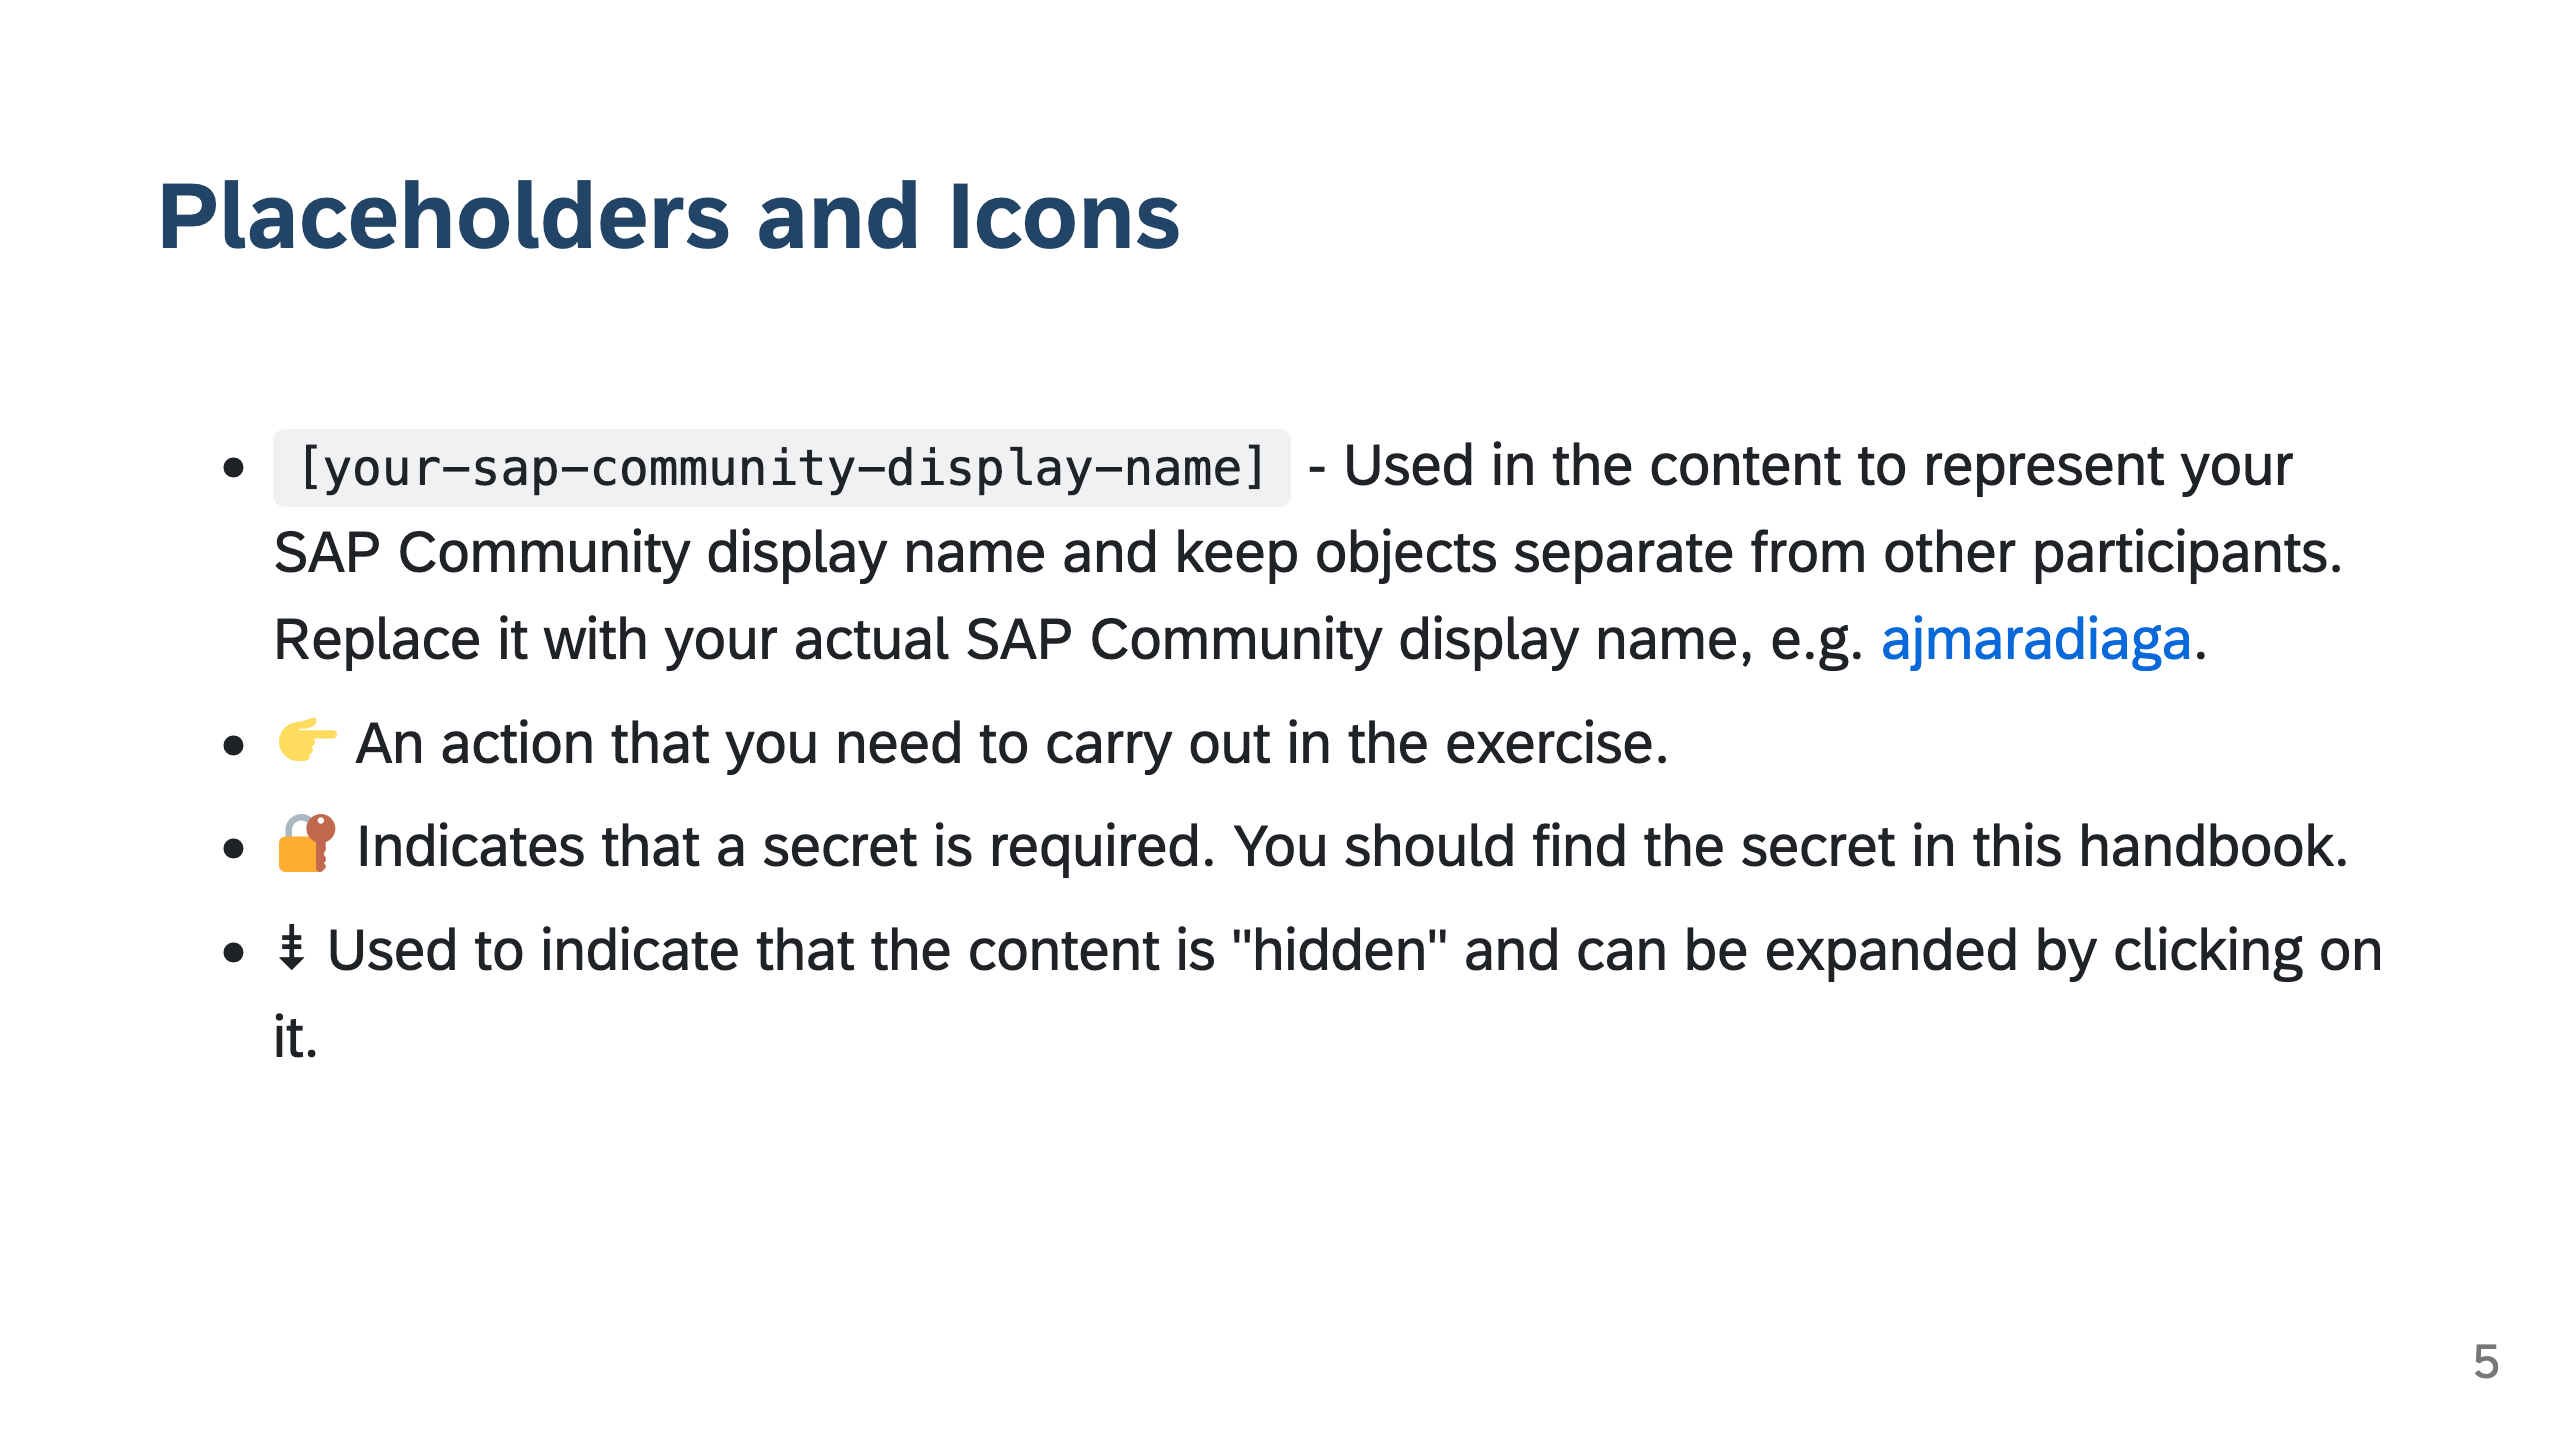 Placeholders and Icons
• [your-sap-community-display-name] - Used in the content to represent your
SAP Community display name and keep objects separate from other participants.
Replace it with your actual SAP Community display name, e.g. ajmaradiaga.
• 👉 An action that you need to carry out in the exercise.
• 🔐 Indicates that a secret is required. You should find the secret in this handbook.
• ⇟ Used to indicate that the content is "hidden" and can be expanded by clicking on
it.
5